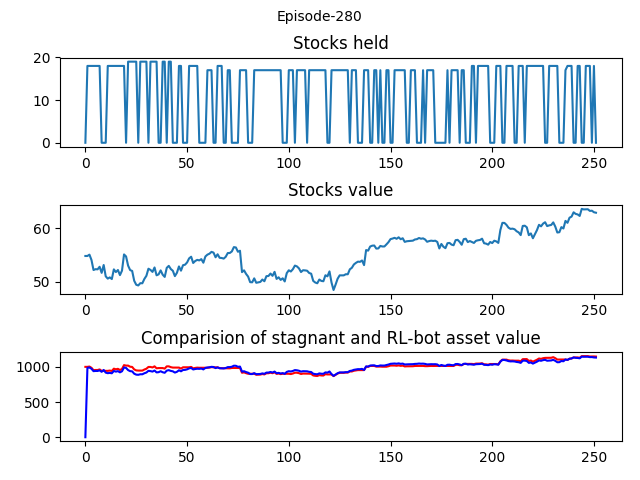 Episode-280
Stocks held
20
10
0
0 50 100 150 200 250
Stocks value
60
50
0 50 100 150 200 250
Comparision of stagnant and RL-bot asset value
1000
500
0
0 50 100 150 200 250